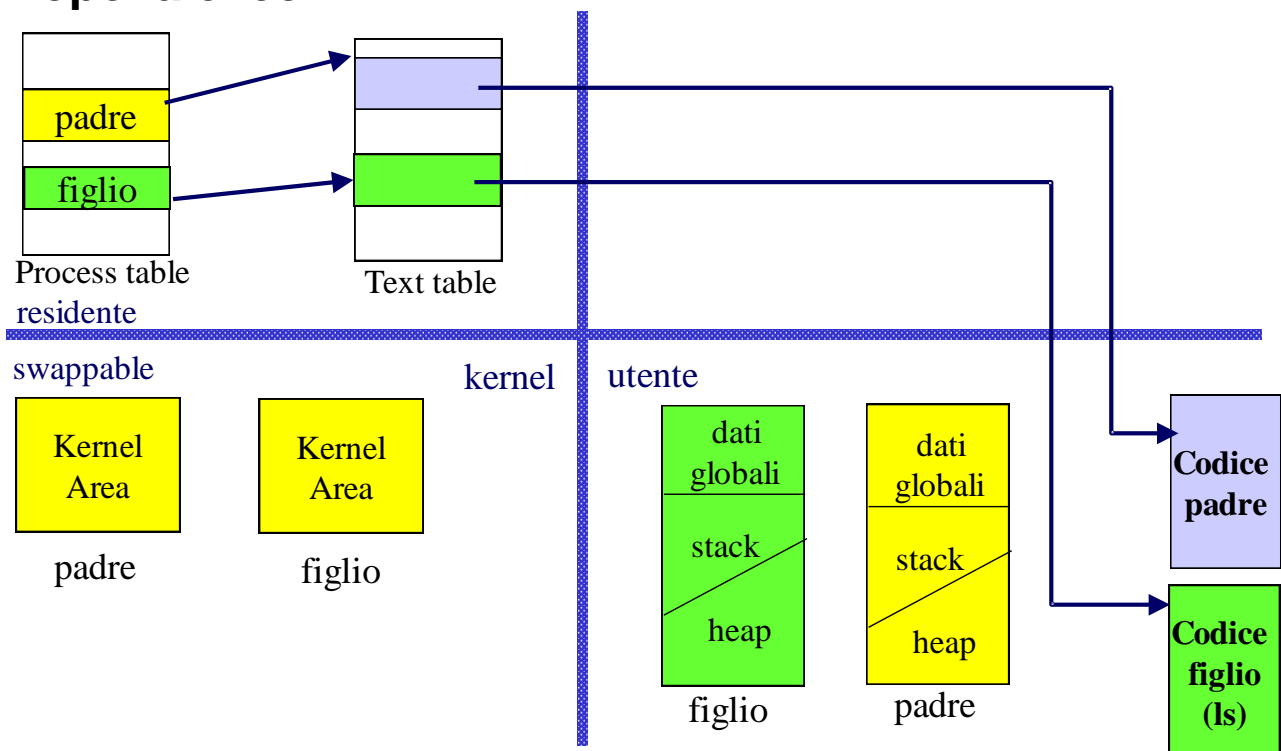 padre
figlio
Process table
Text table
residente
swappable
kernel
utente
Kernel
Area
padre
Kernel
Area
figlio
dati
globali
stack
heap
figlio
dati
globali
stack
heap
padre
Codice
padre
Codice
figlio
(ls)